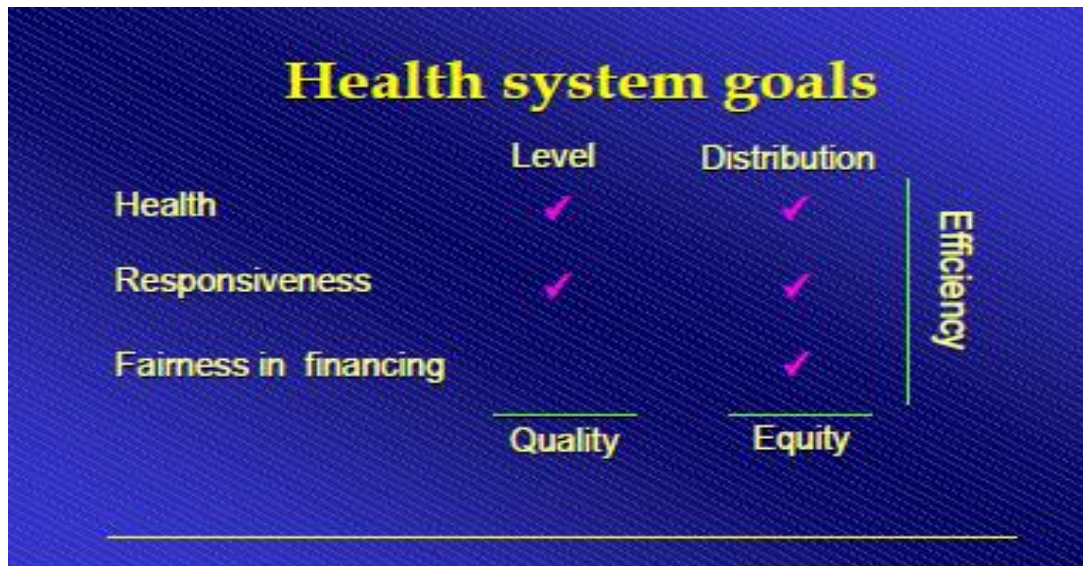 Health system goals
Level Distribution
Health ✓ ✓
Responsiveness ✓ ✓
Fairness in financing ✓
Efficiency
Quality Equity